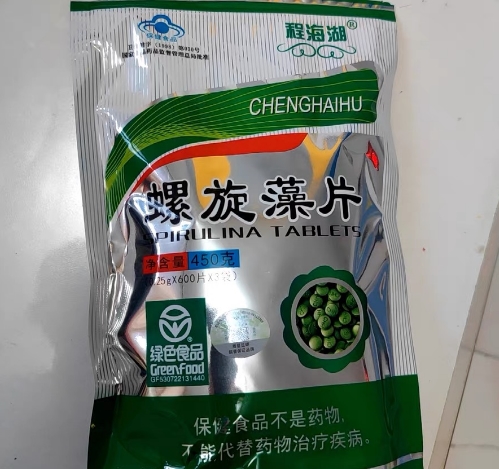 程海湖®
保健食品
CHENGHAIHU
螺旋藻片
SPIRULINA TABLETS
净含量 450克
绿色食品
GreenFood
GF530722131440
保健食品不是药物,
不能代替药物治疗疾病。